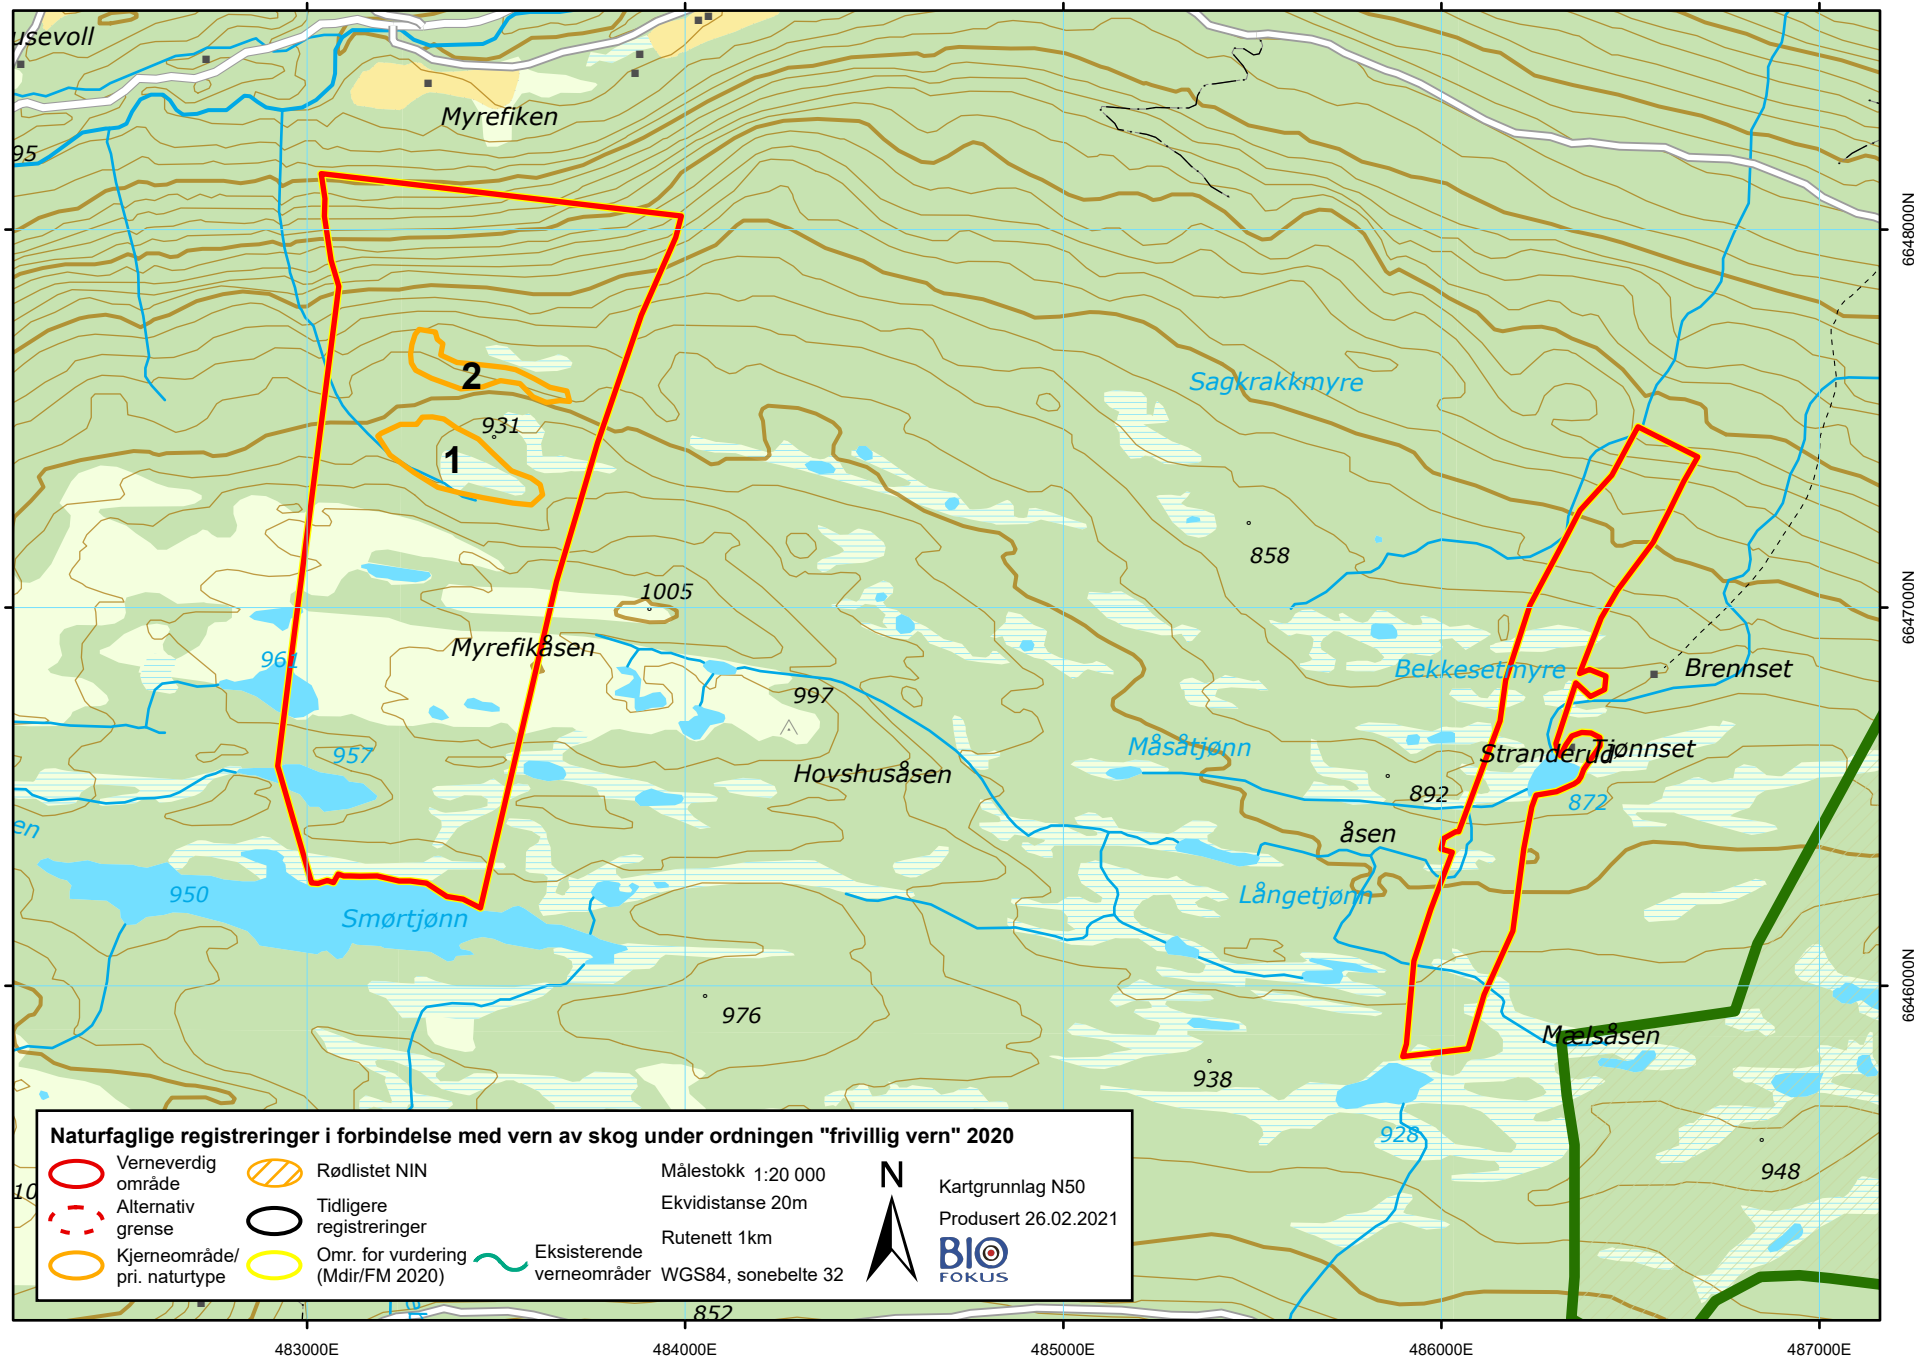 usevoll
Myrefiken
95
6648000N
Sagkrakkmyre
2
931
1
858
1005
6647000N
Myrefikåsen
961
997
Bekkesetmyre
Brennset
957
Måsåtjønn
Stranderud
Tjønnset
Hovshusåsen
892
872
en
åsen
950
Smørtjønn
Långetjønn
6646000N
976
Mælsåsen
938
928
948
10
Naturfaglige registreringer i forbindelse med vern av skog under ordningen "frivillig vern" 2020
Verneverdig
område
Alternativ
grense
Kjerneområde/
pri. naturtype
Rødlistet NIN
Tidligere
registreringer
Omr. for vurdering
(Mdir/FM 2020)
Eksisterende
verneområder
Målestokk 1:20 000
Ekvidistanse 20m
Rutenett 1km
WGS84, sonebelte 32
N
Kartgrunnlag N50
Produsert 26.02.2021
BIO
FOKUS
852
483000E
484000E
485000E
486000E
487000E